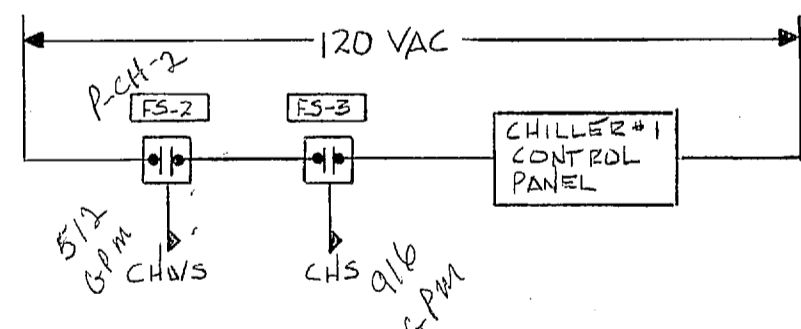 120 VAC
P-CH-2
FS-2
FS-3
CHILLER #1
CONTROL
PANEL
512
GPM
CHWS
CHS
916
GPM